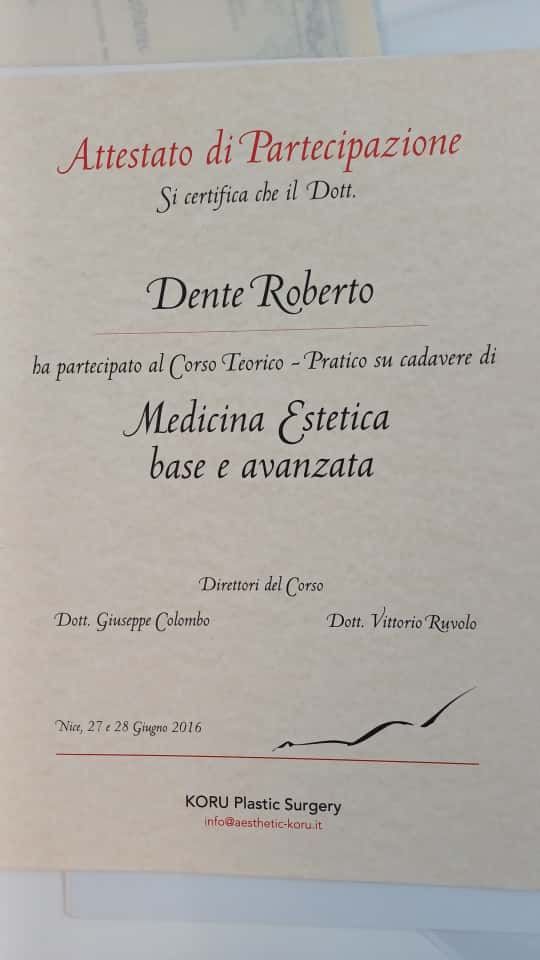 Attestato di Partecipazione
Si certifica che il Dott.
Dente Roberto
ha partecipato al Corso Teorico - Pratico su cadavere di
Medicina Estetica
base e avanzata
Direttori del Corso
Dott. Giuseppe Colombo Dott. Vittorio Ruvolo
Nice, 27 e 28 Giugno 2016
KORU Plastic Surgery
info@aesthetic-koru.it